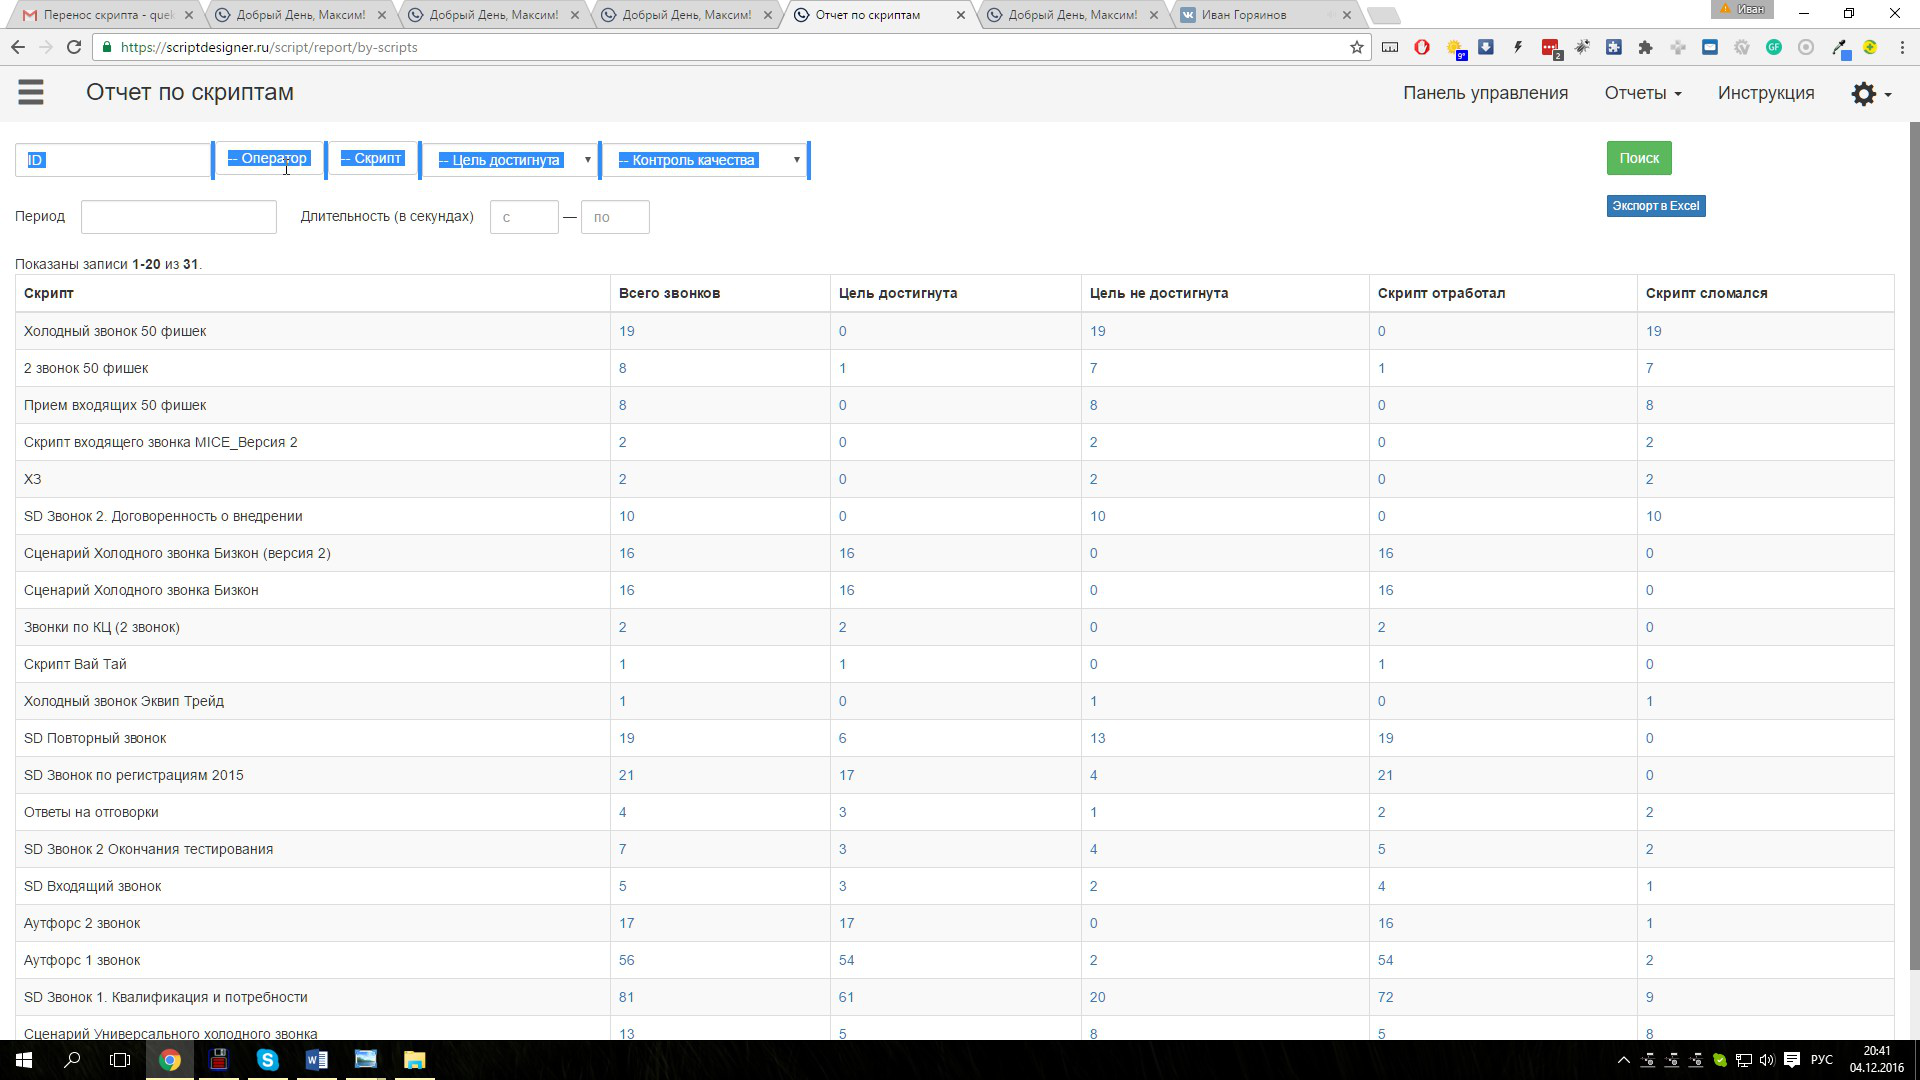 Перенос скрипта - quek
Добрый День, Максим!
Добрый День, Максим!
Добрый День, Максим!
Отчет по скриптам
Добрый День, Максим!
Иван Горяинов
Иван
https://scriptdesigner.ru/script/report/by-scripts
Отчет по скриптам
Панель управления
Отчеты
Инструкция
ID
-- Оператор
-- Скрипт
-- Цель достигнута
-- Контроль качества
Поиск
Период
Длительность (в секундах)
с
—
по
Экспорт в Excel
Показаны записи 1-20 из 31.
Скрипт Всего звонков Цель достигнута Цель не достигнута Скрипт отработал Скрипт сломался
Холодный звонок 50 фишек 19 0 19 0 19
2 звонок 50 фишек 8 1 7 1 7
Прием входящих 50 фишек 8 0 8 0 8
Скрипт входящего звонка MICE_Версия 2 2 0 2 0 2
ХЗ 2 0 2 0 2
SD Звонок 2. Договоренность о внедрении 10 0 10 0 10
Сценарий Холодного звонка Бизкон (версия 2) 16 16 0 16 0
Сценарий Холодного звонка Бизкон 16 16 0 16 0
Звонки по КЦ (2 звонок) 2 2 0 2 0
Скрипт Вай Тай 1 1 0 1 0
Холодный звонок Эквип Трейд 1 0 1 0 1
SD Повторный звонок 19 6 13 19 0
SD Звонок по регистрациям 2015 21 17 4 21 0
Ответы на отговорки 4 3 1 2 2
SD Звонок 2 Окончания тестирования 7 3 4 5 2
SD Входящий звонок 5 3 2 4 1
Аутфорс 2 звонок 17 17 0 16 1
Аутфорс 1 звонок 56 54 2 54 2
SD Звонок 1. Квалификация и потребности 81 61 20 72 9
Сценарий Универсального холодного звонка 13 5 8 5 8
РУС
20:41
04.12.2016